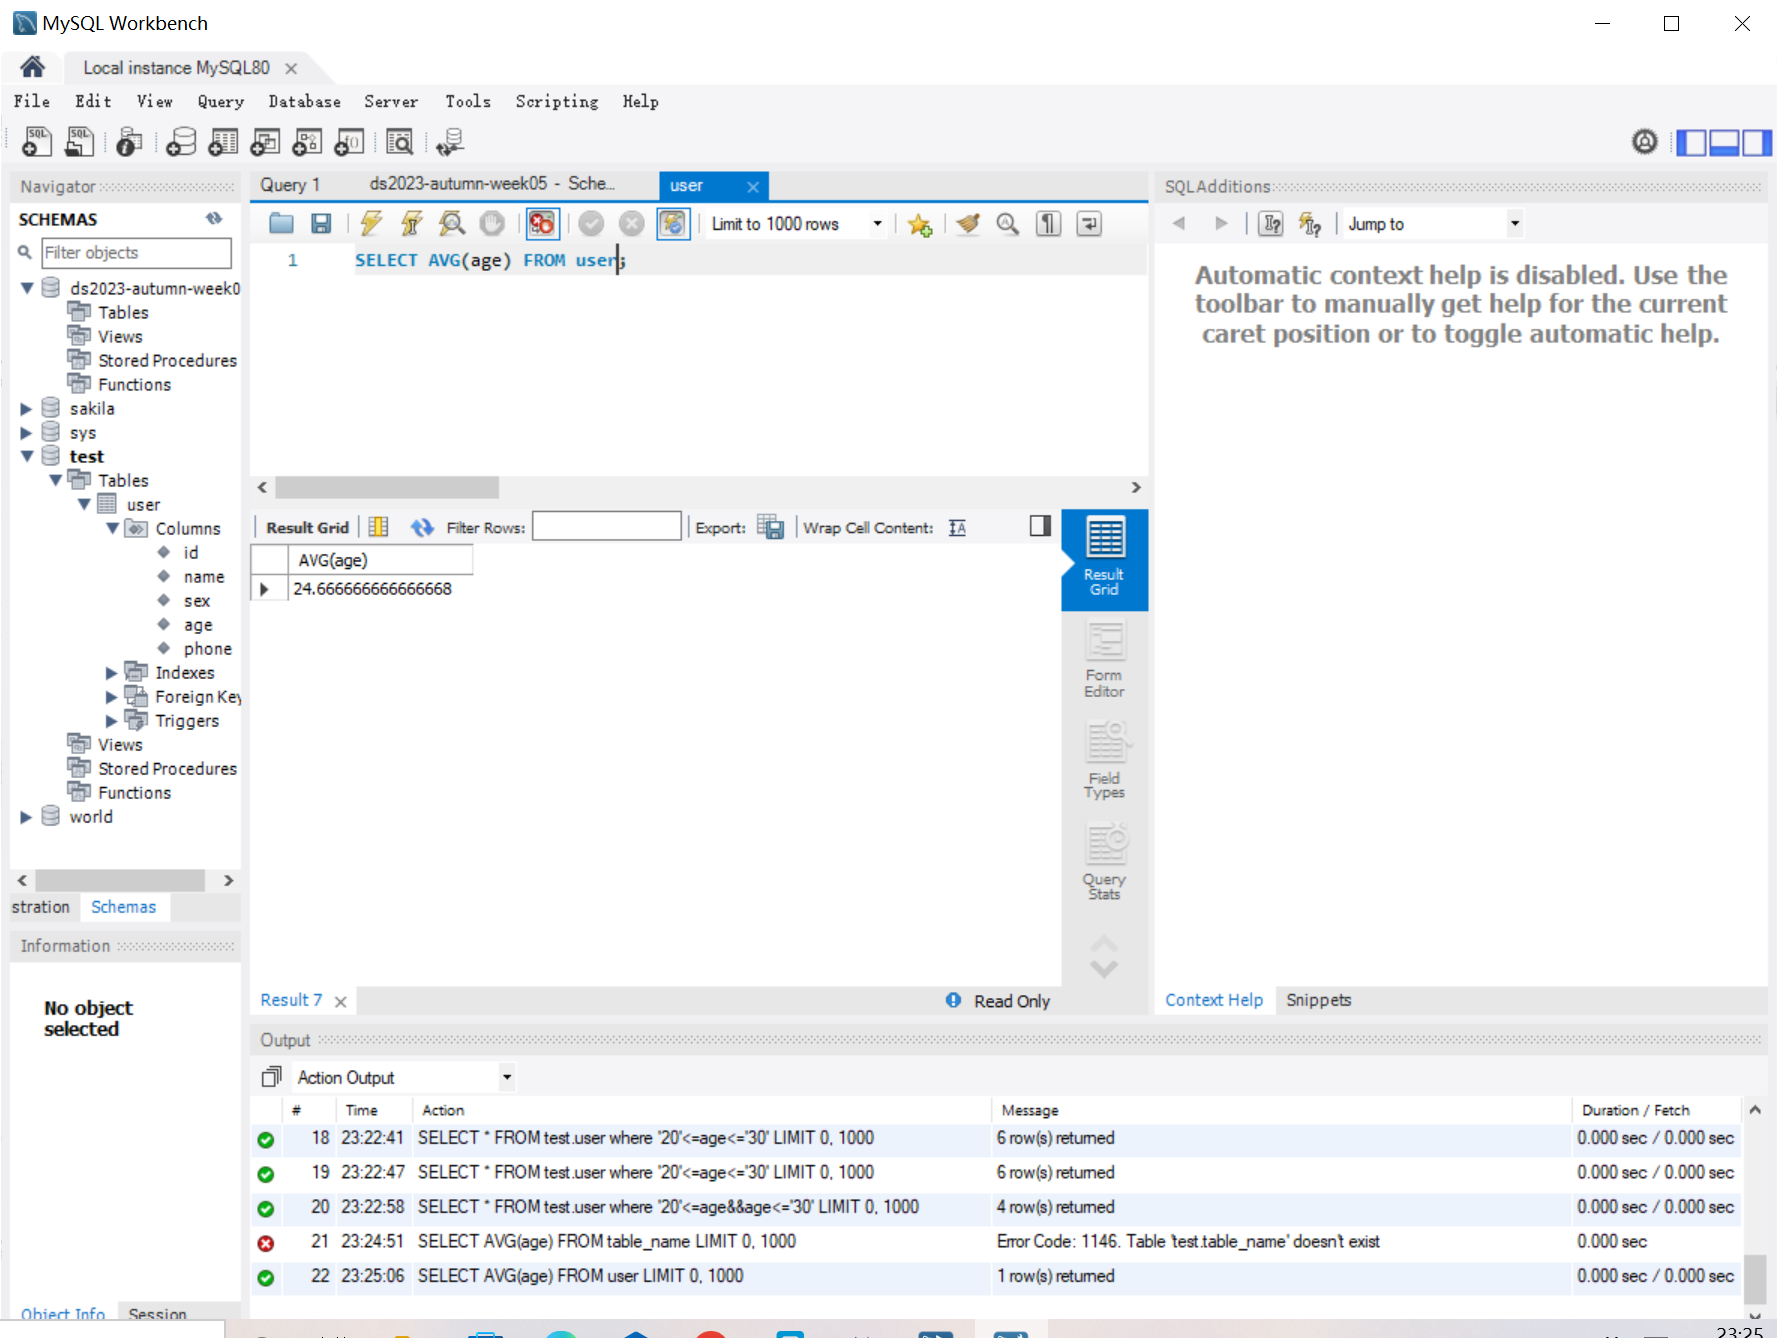 MySQL Workbench
Local instance MySQL80
File Edit View Query Database Server Tools Scripting Help
Navigator
SCHEMAS
Filter objects
ds2023-autumn-week0
Tables
Views
Stored Procedures
Functions
sakila
sys
test
Tables
user
Columns
id
name
sex
age
phone
Indexes
Foreign Key
Triggers
Views
Stored Procedures
Functions
world
stration Schemas
Information
No object
selected
Object Info Session
Query 1 ds2023-autumn-week05 - Sche... user
Limit to 1000 rows
1 SELECT AVG(age) FROM user;
Result Grid Filter Rows: Export: Wrap Cell Content:
AVG(age)
24.666666666666668
Result
Grid
Form
Editor
Field
Types
Query
Stats
Result 7 Read Only
SQLAdditions
Jump to
Automatic context help is disabled. Use the
toolbar to manually get help for the current
caret position or to toggle automatic help.
Context Help Snippets
Output
Action Output
# Time Action Message Duration / Fetch
18 23:22:41 SELECT * FROM test.user where '20'<=age<='30' LIMIT 0, 1000 6 row(s) returned 0.000 sec / 0.000 sec
19 23:22:47 SELECT * FROM test.user where '20'<=age<='30' LIMIT 0, 1000 6 row(s) returned 0.000 sec / 0.000 sec
20 23:22:58 SELECT * FROM test.user where '20'<=age&&age<='30' LIMIT 0, 1000 4 row(s) returned 0.000 sec / 0.000 sec
21 23:24:51 SELECT AVG(age) FROM table_name LIMIT 0, 1000 Error Code: 1146. Table 'test.table_name' doesn't exist 0.000 sec
22 23:25:06 SELECT AVG(age) FROM user LIMIT 0, 1000 1 row(s) returned 0.000 sec / 0.000 sec
23:25